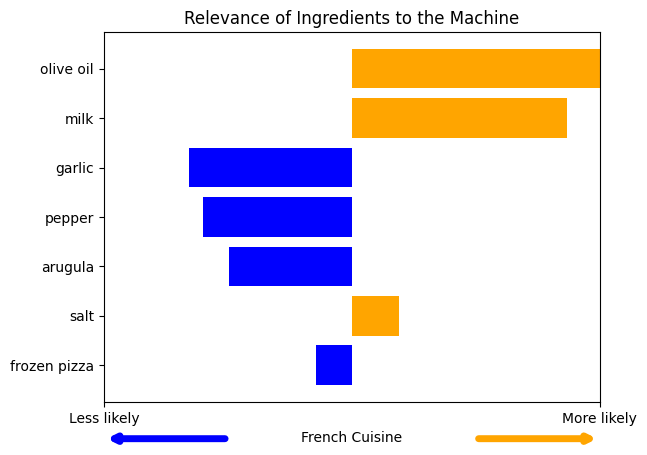 Relevance of Ingredients to the Machine
olive oil
milk
garlic
pepper
arugula
salt
frozen pizza
Less likely
More likely
French Cuisine